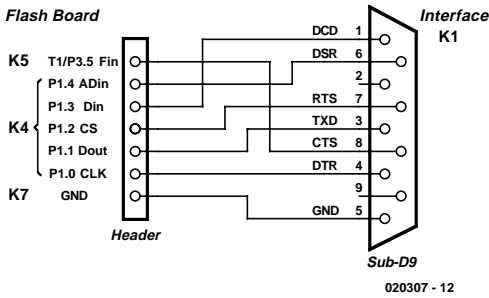 Flash Board
Interface
K1
K5 T1/P3.5 Fin
P1.4 ADin
P1.3 Din
K4 P1.2 CS
P1.1 Dout
P1.0 CLK
K7 GND
Header
DCD 1
DSR 6
2
RTS 7
TXD 3
CTS 8
DTR 4
9
GND 5
Sub-D9
020307 - 12